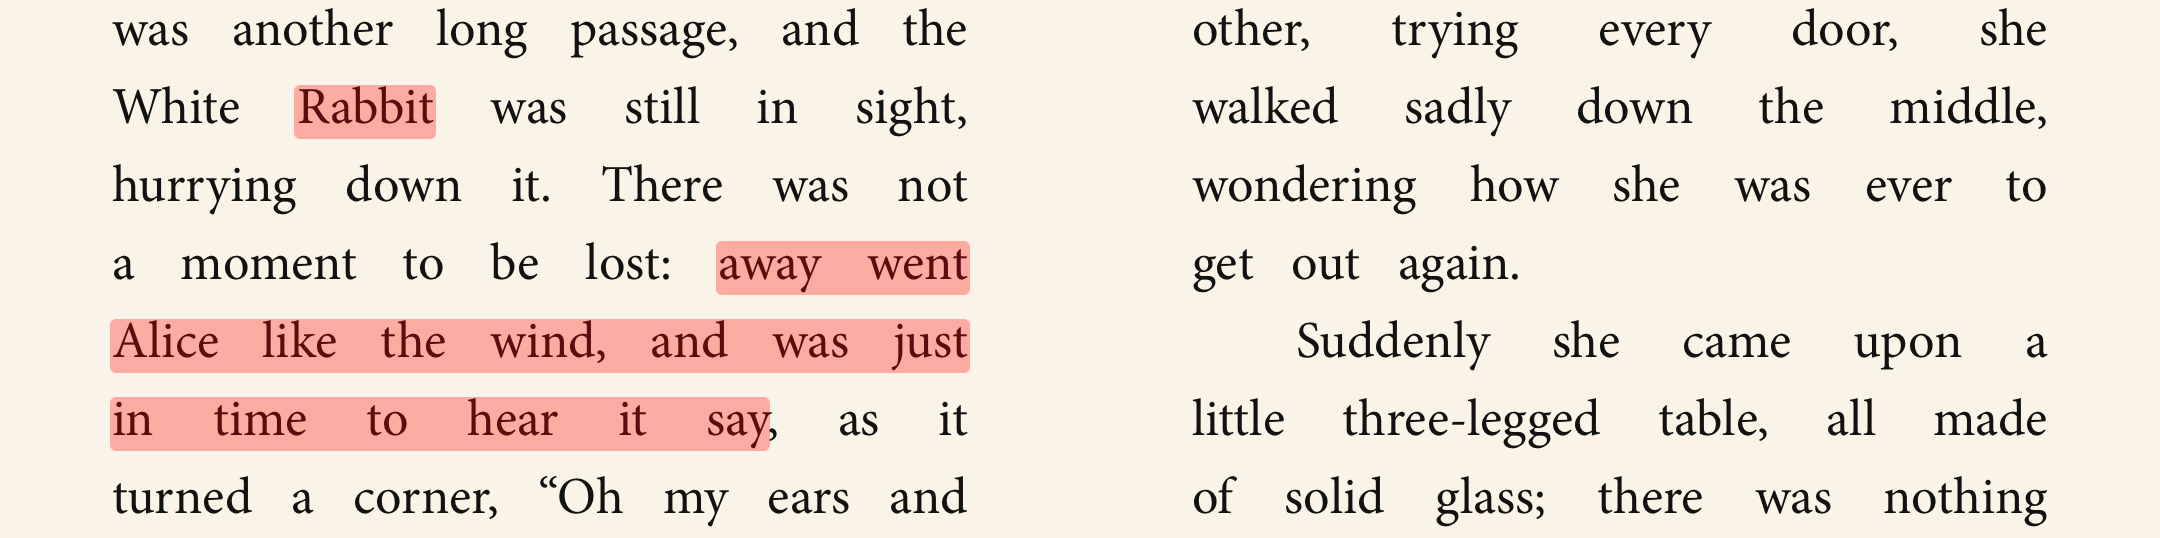 was another long passage, and the
White Rabbit was still in sight,
hurrying down it. There was not
a moment to be lost: away went
Alice like the wind, and was just
in time to hear it say, as it
turned a corner, “Oh my ears and
other, trying every door, she
walked sadly down the middle,
wondering how she was ever to
get out again.
Suddenly she came upon a
little three-legged table, all made
of solid glass; there was nothing